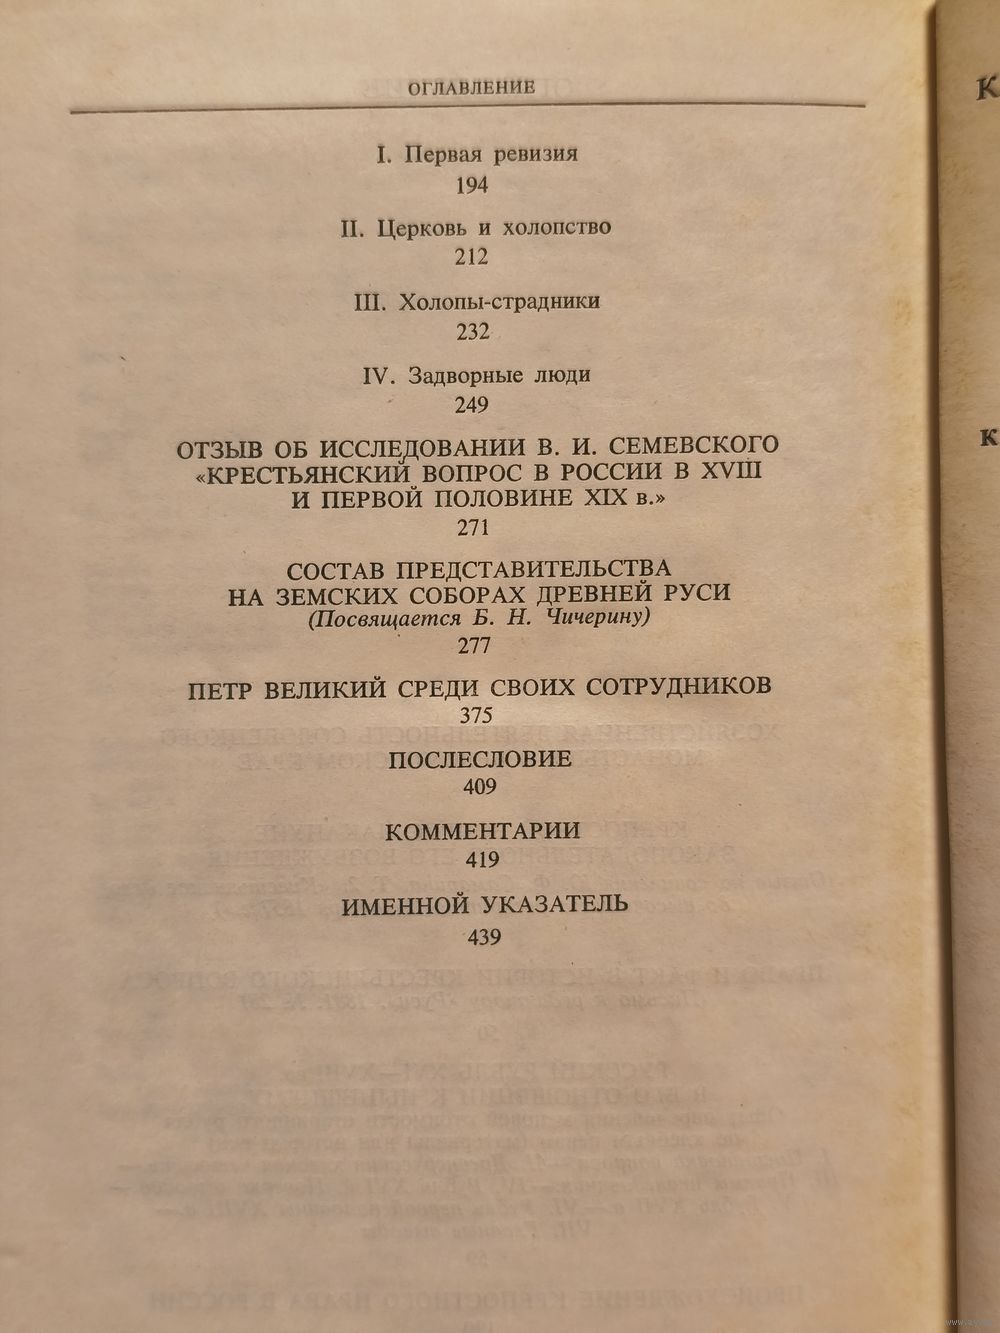 ОГЛАВЛЕНИЕ
I. Первая ревизия
194
II. Церковь и холопство
212
III. Холопы-страдники
232
IV. Задворные люди
249
ОТЗЫВ ОБ ИССЛЕДОВАНИИ В. И. СЕМЕВСКОГО
«КРЕСТЬЯНСКИЙ ВОПРОС В РОССИИ В XVIII
И ПЕРВОЙ ПОЛОВИНЕ XIX в.»
271
СОСТАВ ПРЕДСТАВИТЕЛЬСТВА
НА ЗЕМСКИХ СОБОРАХ ДРЕВНЕЙ РУСИ
(Посвящается Б. Н. Чичерину)
277
ПЕТР ВЕЛИКИЙ СРЕДИ СВОИХ СОТРУДНИКОВ
375
ПОСЛЕСЛОВИЕ
409
КОММЕНТАРИИ
419
ИМЕННОЙ УКАЗАТЕЛЬ
439